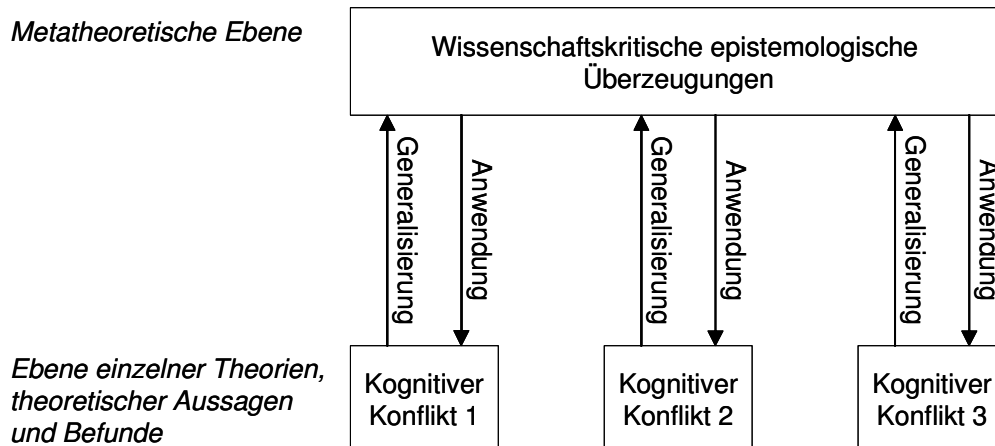 Metatheoretische Ebene
Wissenschaftskritische epistemologische
Überzeugungen
Generalisierung
Anwendung
Generalisierung
Anwendung
Generalisierung
Anwendung
Ebene einzelner Theorien,
theoretischer Aussagen
und Befunde
Kognitiver
Konflikt 1
Kognitiver
Konflikt 2
Kognitiver
Konflikt 3